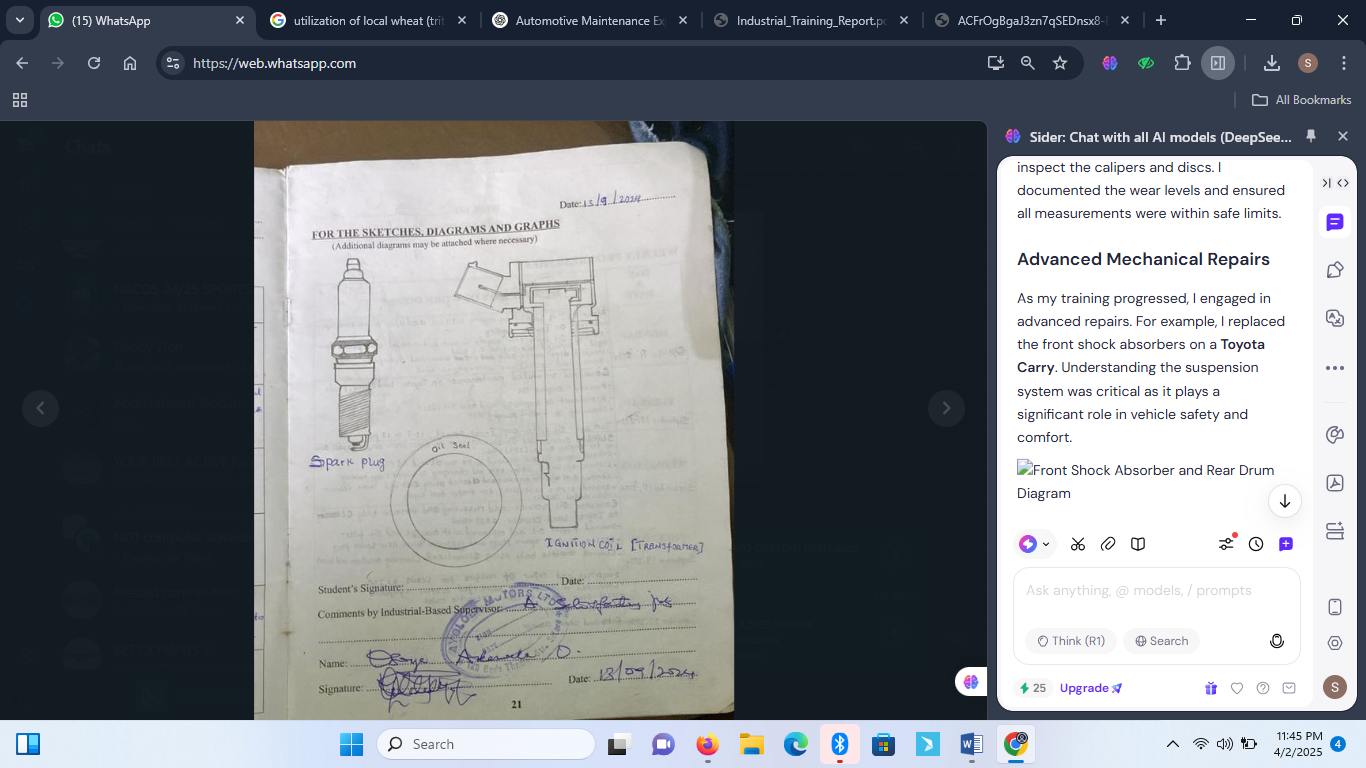 (15) WhatsApp
utilization of local wheat (trit
Automotive Maintenance Ex
Industrial_Training_Report.pc
ACFrOgBgaJ3zn7qSEDnsx8-
https://web.whatsapp.com
S
All Bookmarks
Chats
Date: 13/9/2024
FOR THE SKETCHES, DIAGRAMS AND GRAPHS
(Additional diagrams may be attached where necessary)
Oil Seal
Spark plug
IGNITION COIL [TRANSFORMER]
Student's Signature: Date:
Comments by Industrial-Based Supervisor: A
MOTORS LTD
Name:
Signature: Date: 13/09/2024
21
Sider: Chat with all AI models (DeepSee...
inspect the calipers and discs. I
documented the wear levels and ensured
all measurements were within safe limits.
Advanced Mechanical Repairs
As my training progressed, I engaged in
advanced repairs. For example, I replaced
the front shock absorbers on a Toyota
Carry. Understanding the suspension
system was critical as it plays a
significant role in vehicle safety and
comfort.
Front Shock Absorber and Rear Drum
Diagram
Ask anything, @ models, / prompts
Think (R1) Search
25 Upgrade
S
Search
11:45 PM
4/2/2025
4